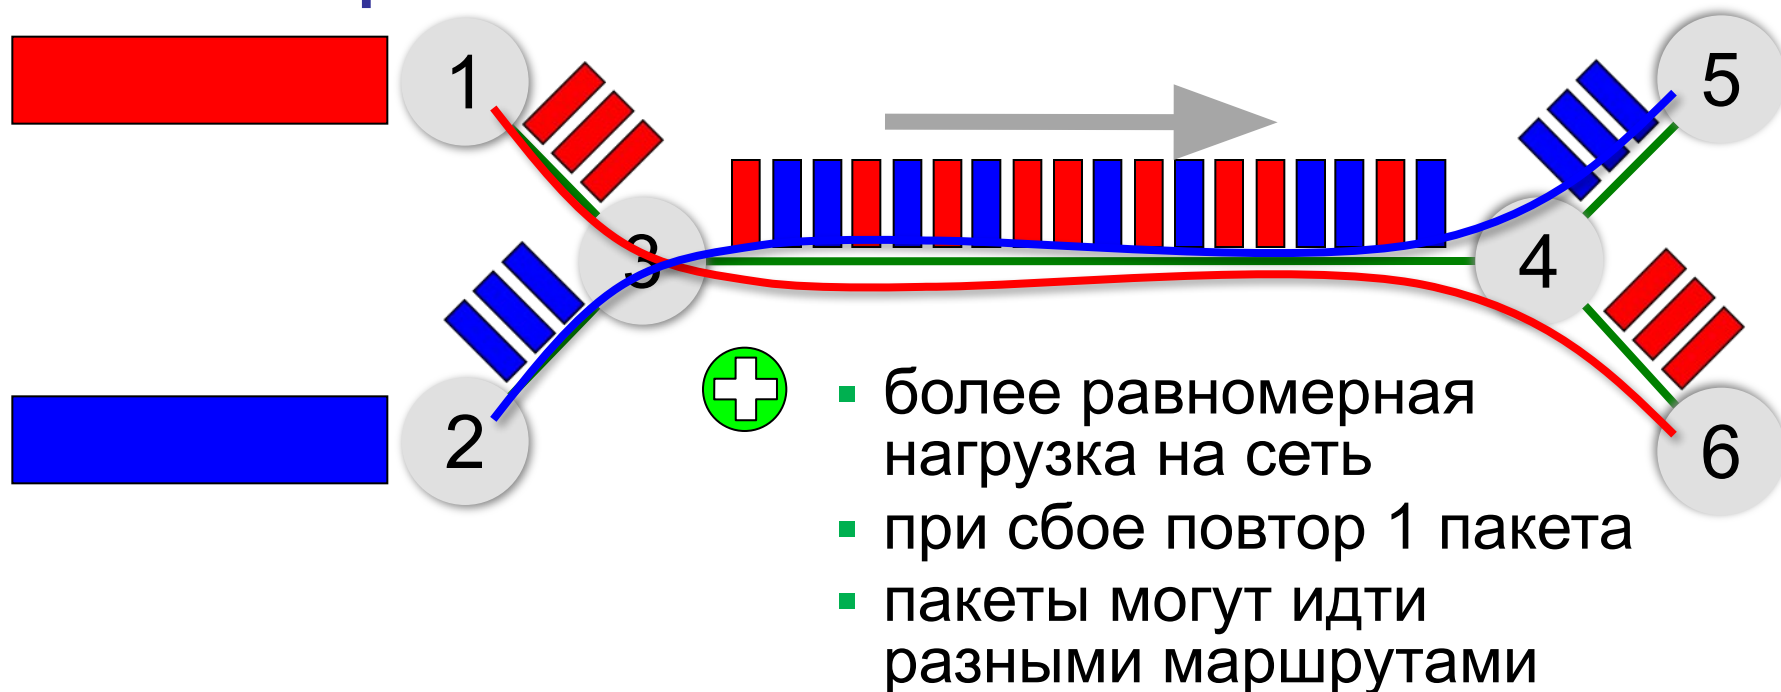 1
5
3
4
2
6
более равномерная
нагрузка на сеть
при сбое повтор 1 пакета
пакеты могут идти
разными маршрутами